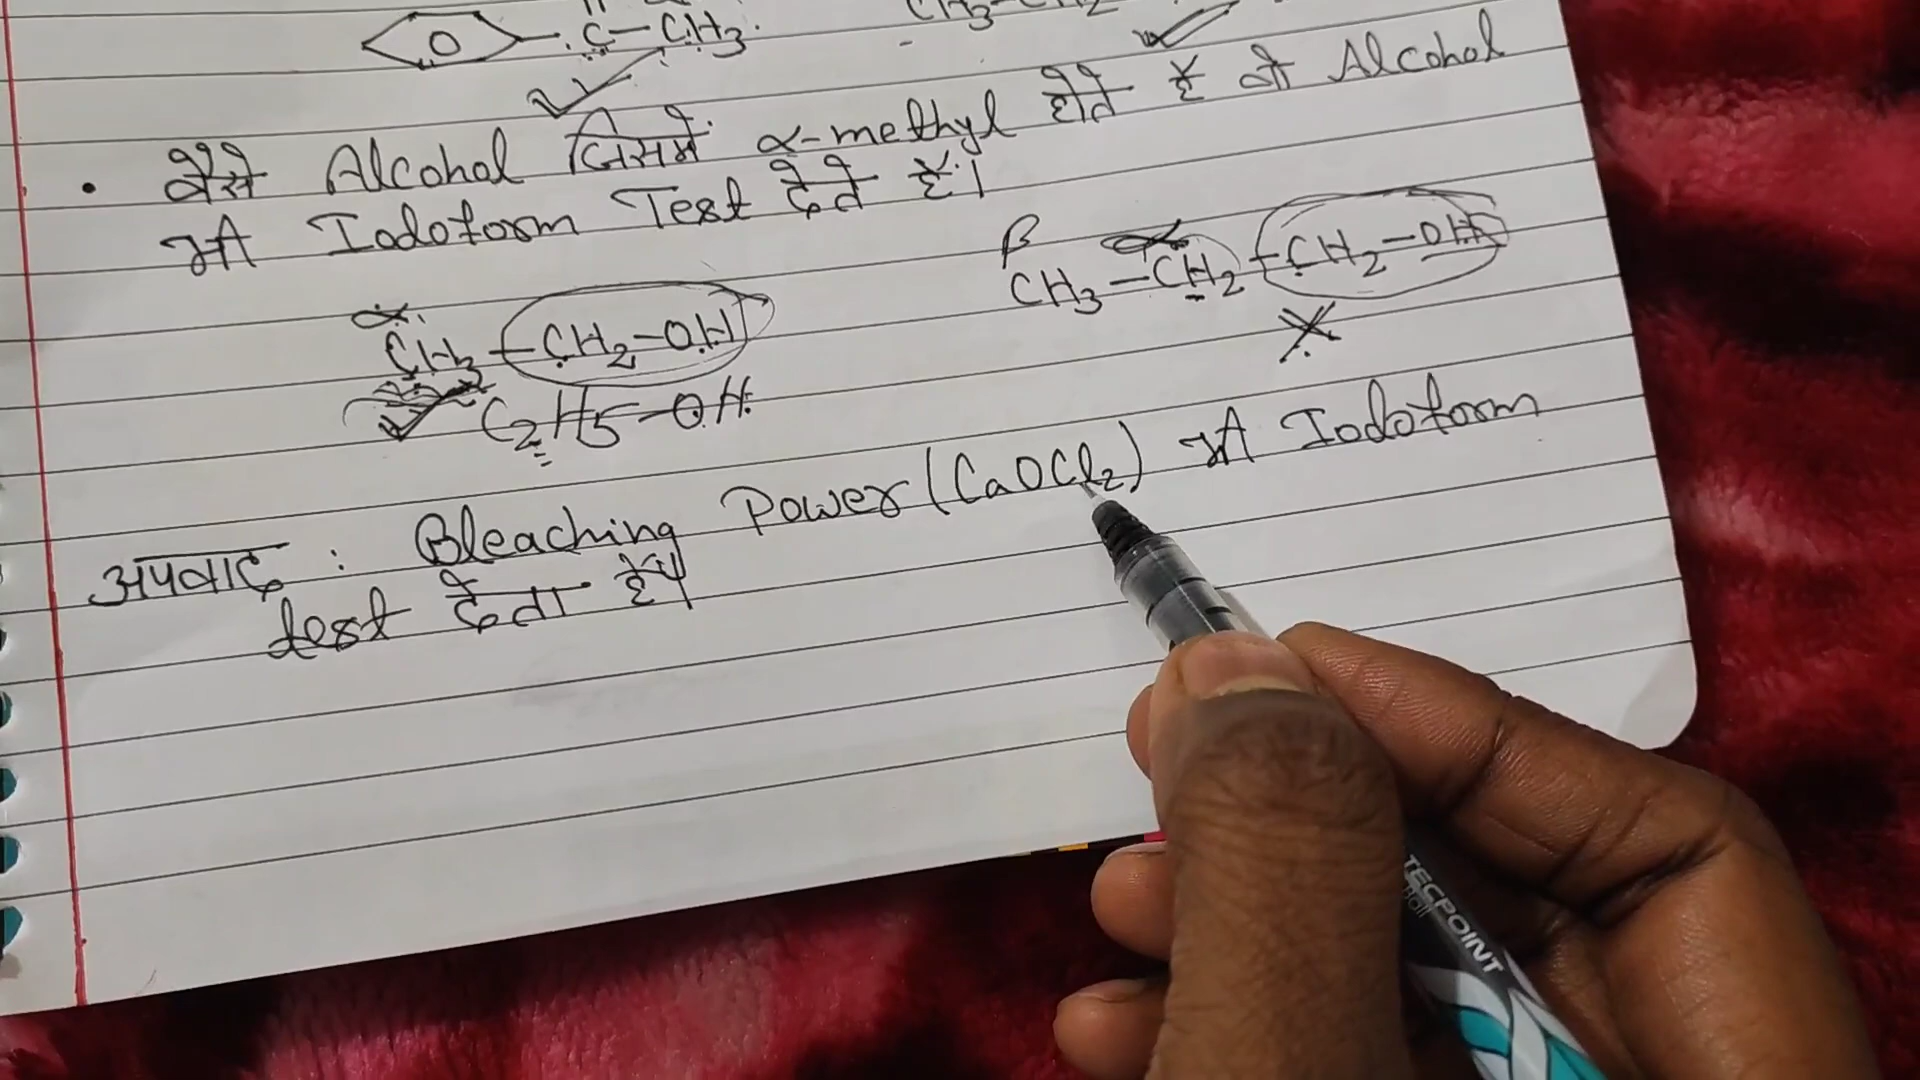 O C-CH3
CH3-CH2
• वैसे Alcohol जिसमे α-methyl होते हैं वो Alcohol
भी Iodoform Test देते हैं।
α CH3-CH2-OH
β α CH3-CH2-CH2-OH
C2H5-OH
अपवाद : Bleaching Power (CaOCl2) भी Iodoform
test देता है।
TECPOINT
Ball